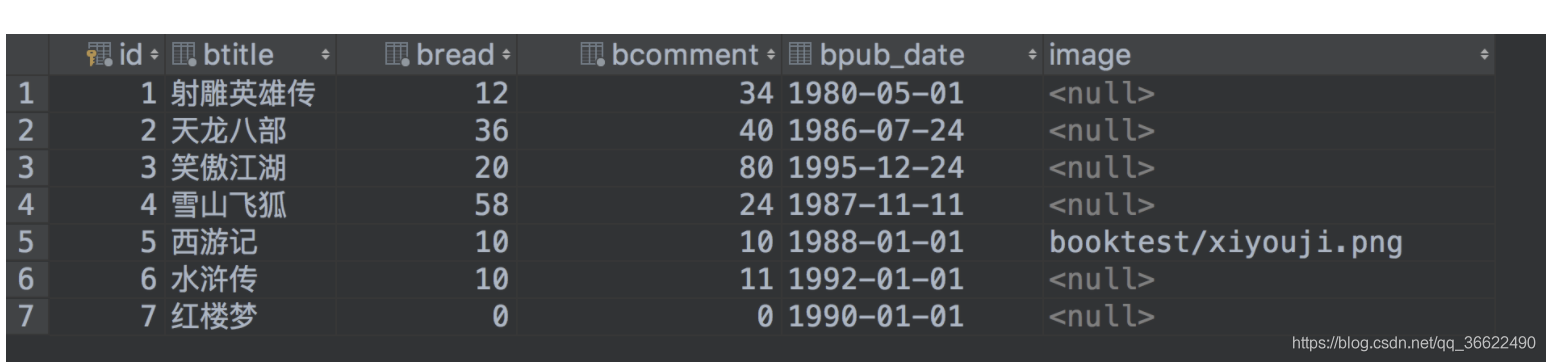 id btitle bread bcomment bpub_date image
1 1 射雕英雄传 12 34 1980-05-01 <null>
2 2 天龙八部 36 40 1986-07-24 <null>
3 3 笑傲江湖 20 80 1995-12-24 <null>
4 4 雪山飞狐 58 24 1987-11-11 <null>
5 5 西游记 10 10 1988-01-01 booktest/xiyouji.png
6 6 水浒传 10 11 1992-01-01 <null>
7 7 红楼梦 0 0 1990-01-01 <null>
https://blog.csdn.net/qq_36622490